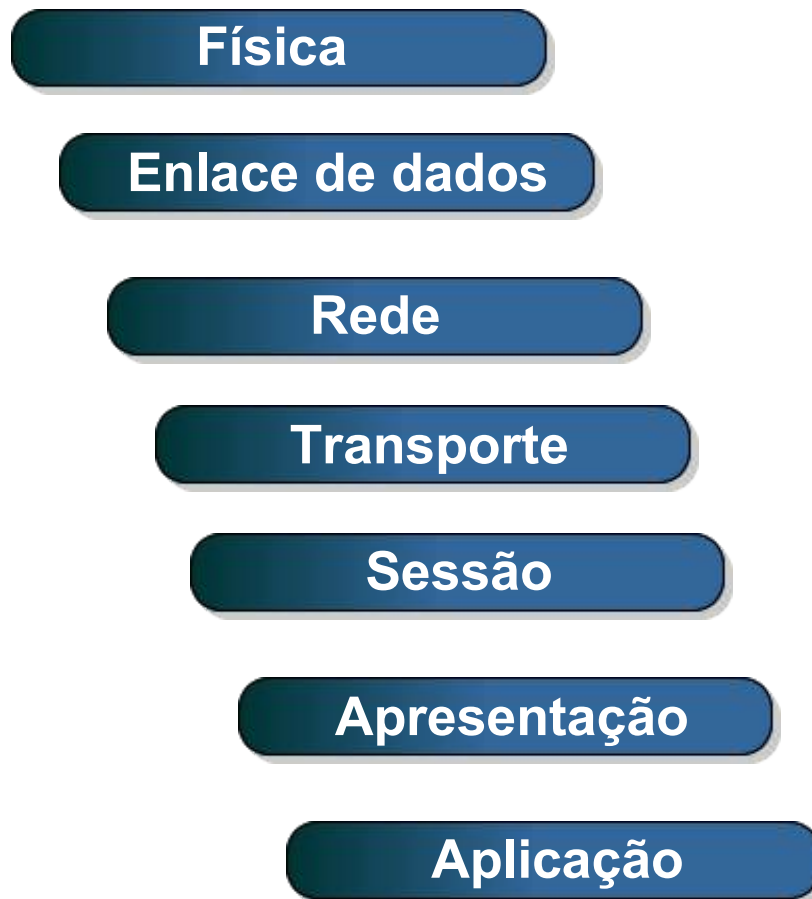 Física
Enlace de dados
Rede
Transporte
Sessão
Apresentação
Aplicação